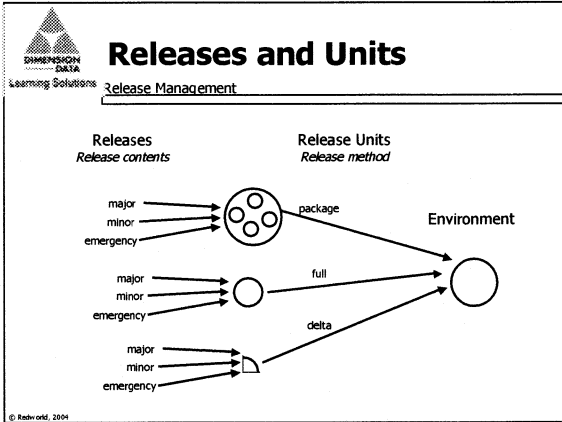 Releases and Units
DIMENSION
DATA
Learning Solutions
Release Management
Releases
Release contents
Release Units
Release method
major
minor
emergency
package
Environment
major
minor
emergency
full
delta
major
minor
emergency
© Redworld, 2004